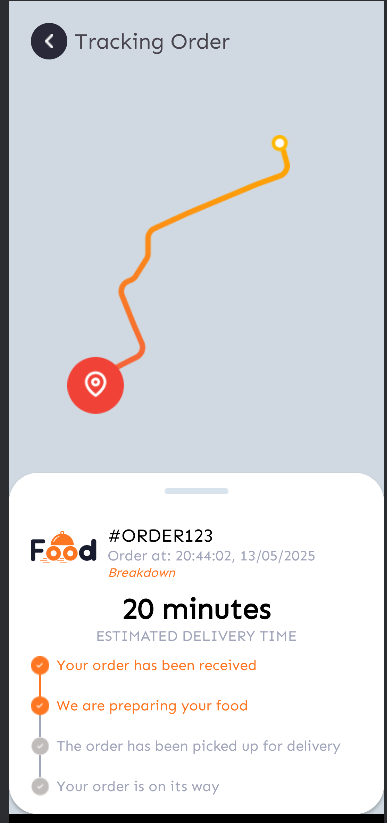 Tracking Order
Food
#ORDER123
Order at: 20:44:02, 13/05/2025
Breakdown
20 minutes
ESTIMATED DELIVERY TIME
Your order has been received
We are preparing your food
The order has been picked up for delivery
Your order is on its way